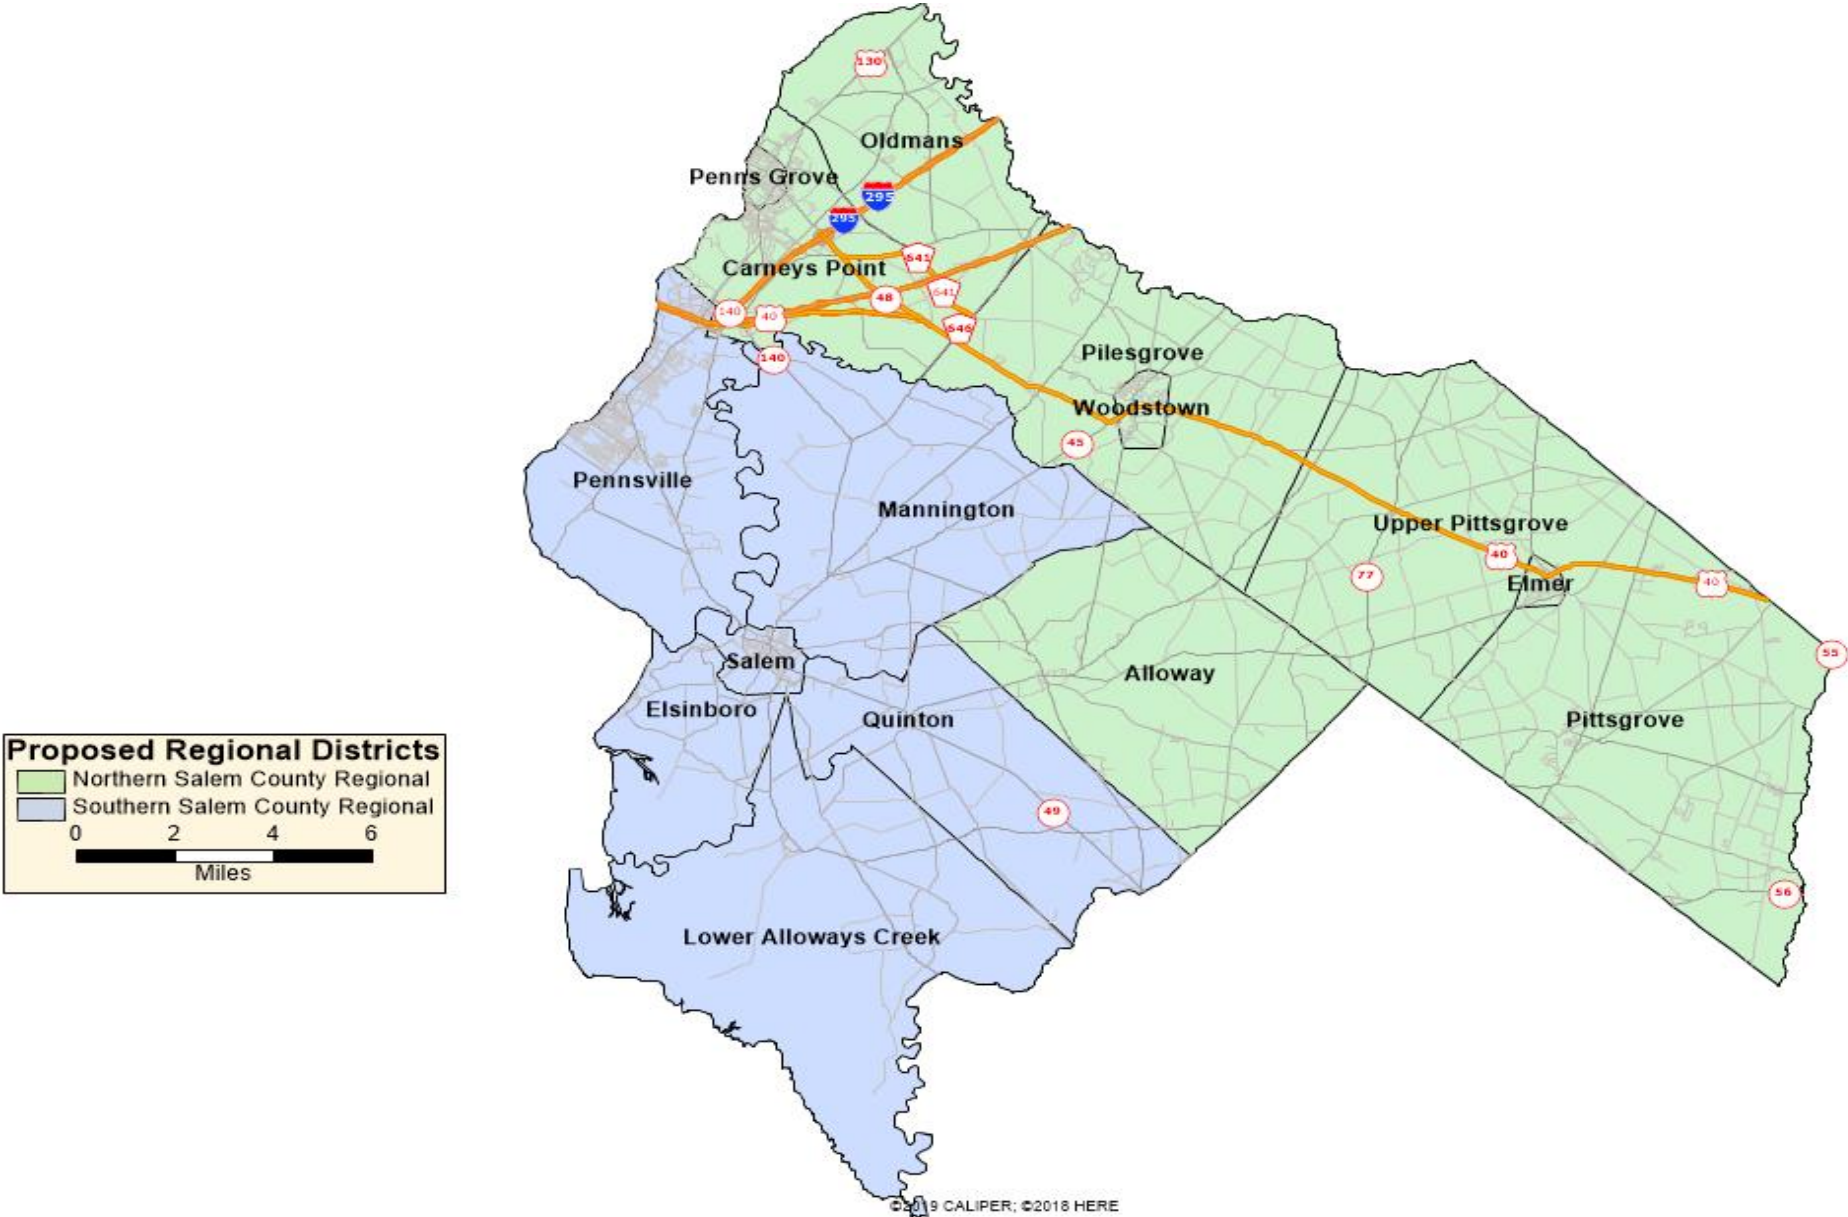 130
Oldmans
Penns Grove
295
295
641
Carneys Point
641
48
140
40
646
140
Pilesgrove
Woodstown
45
Pennsville
Mannington
Upper Pittsgrove
40
77
Elmer
40
55
Salem
Alloway
Elsinboro
Quinton
Pittsgrove
Proposed Regional Districts
Northern Salem County Regional
Southern Salem County Regional
0 2 4 6
Miles
49
56
Lower Alloways Creek
©2019 CALIPER; ©2018 HERE